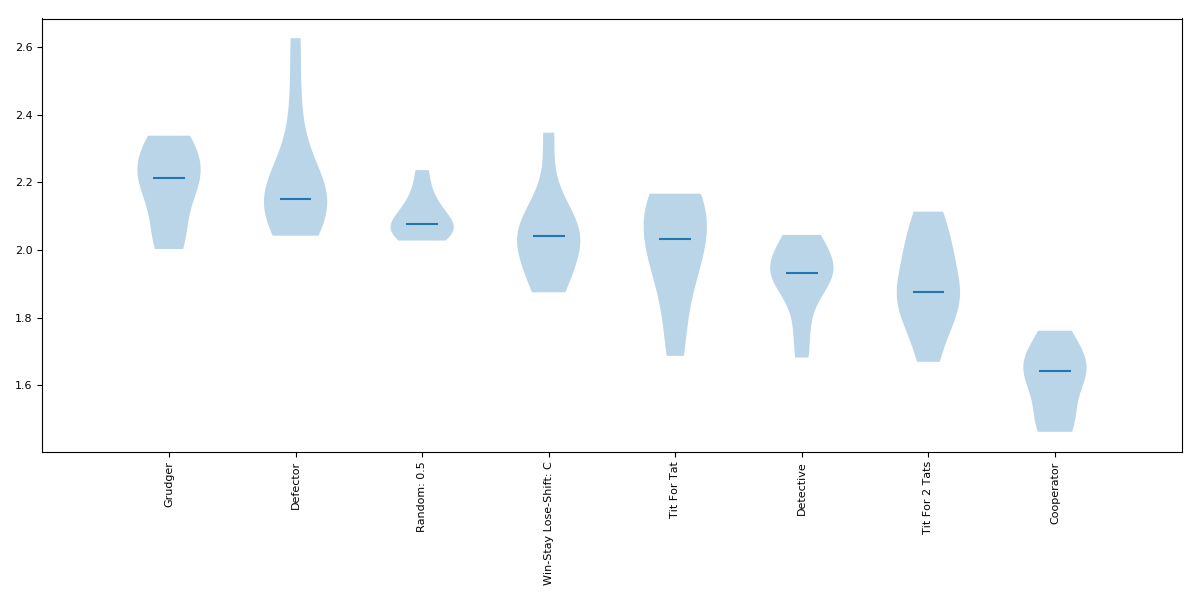 2.6
2.4
2.2
2.0
1.8
1.6
Grudger
Defector
Random: 0.5
Win-Stay Lose-Shift: C
Tit For Tat
Detective
Tit For 2 Tats
Cooperator